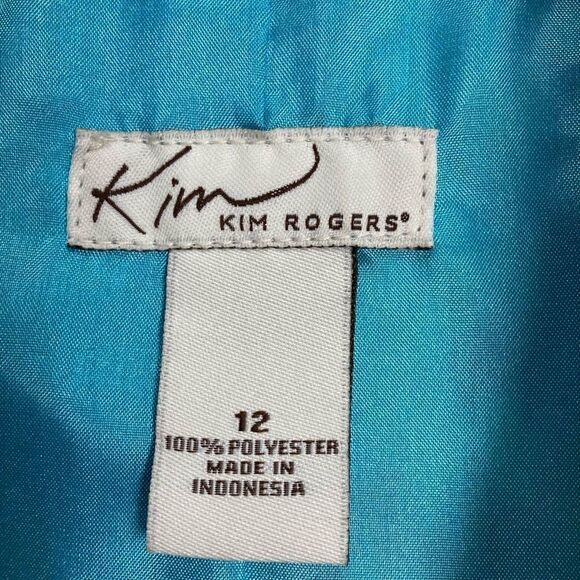 Kim
KIM ROGERS®
12
100% POLYESTER
MADE IN
INDONESIA